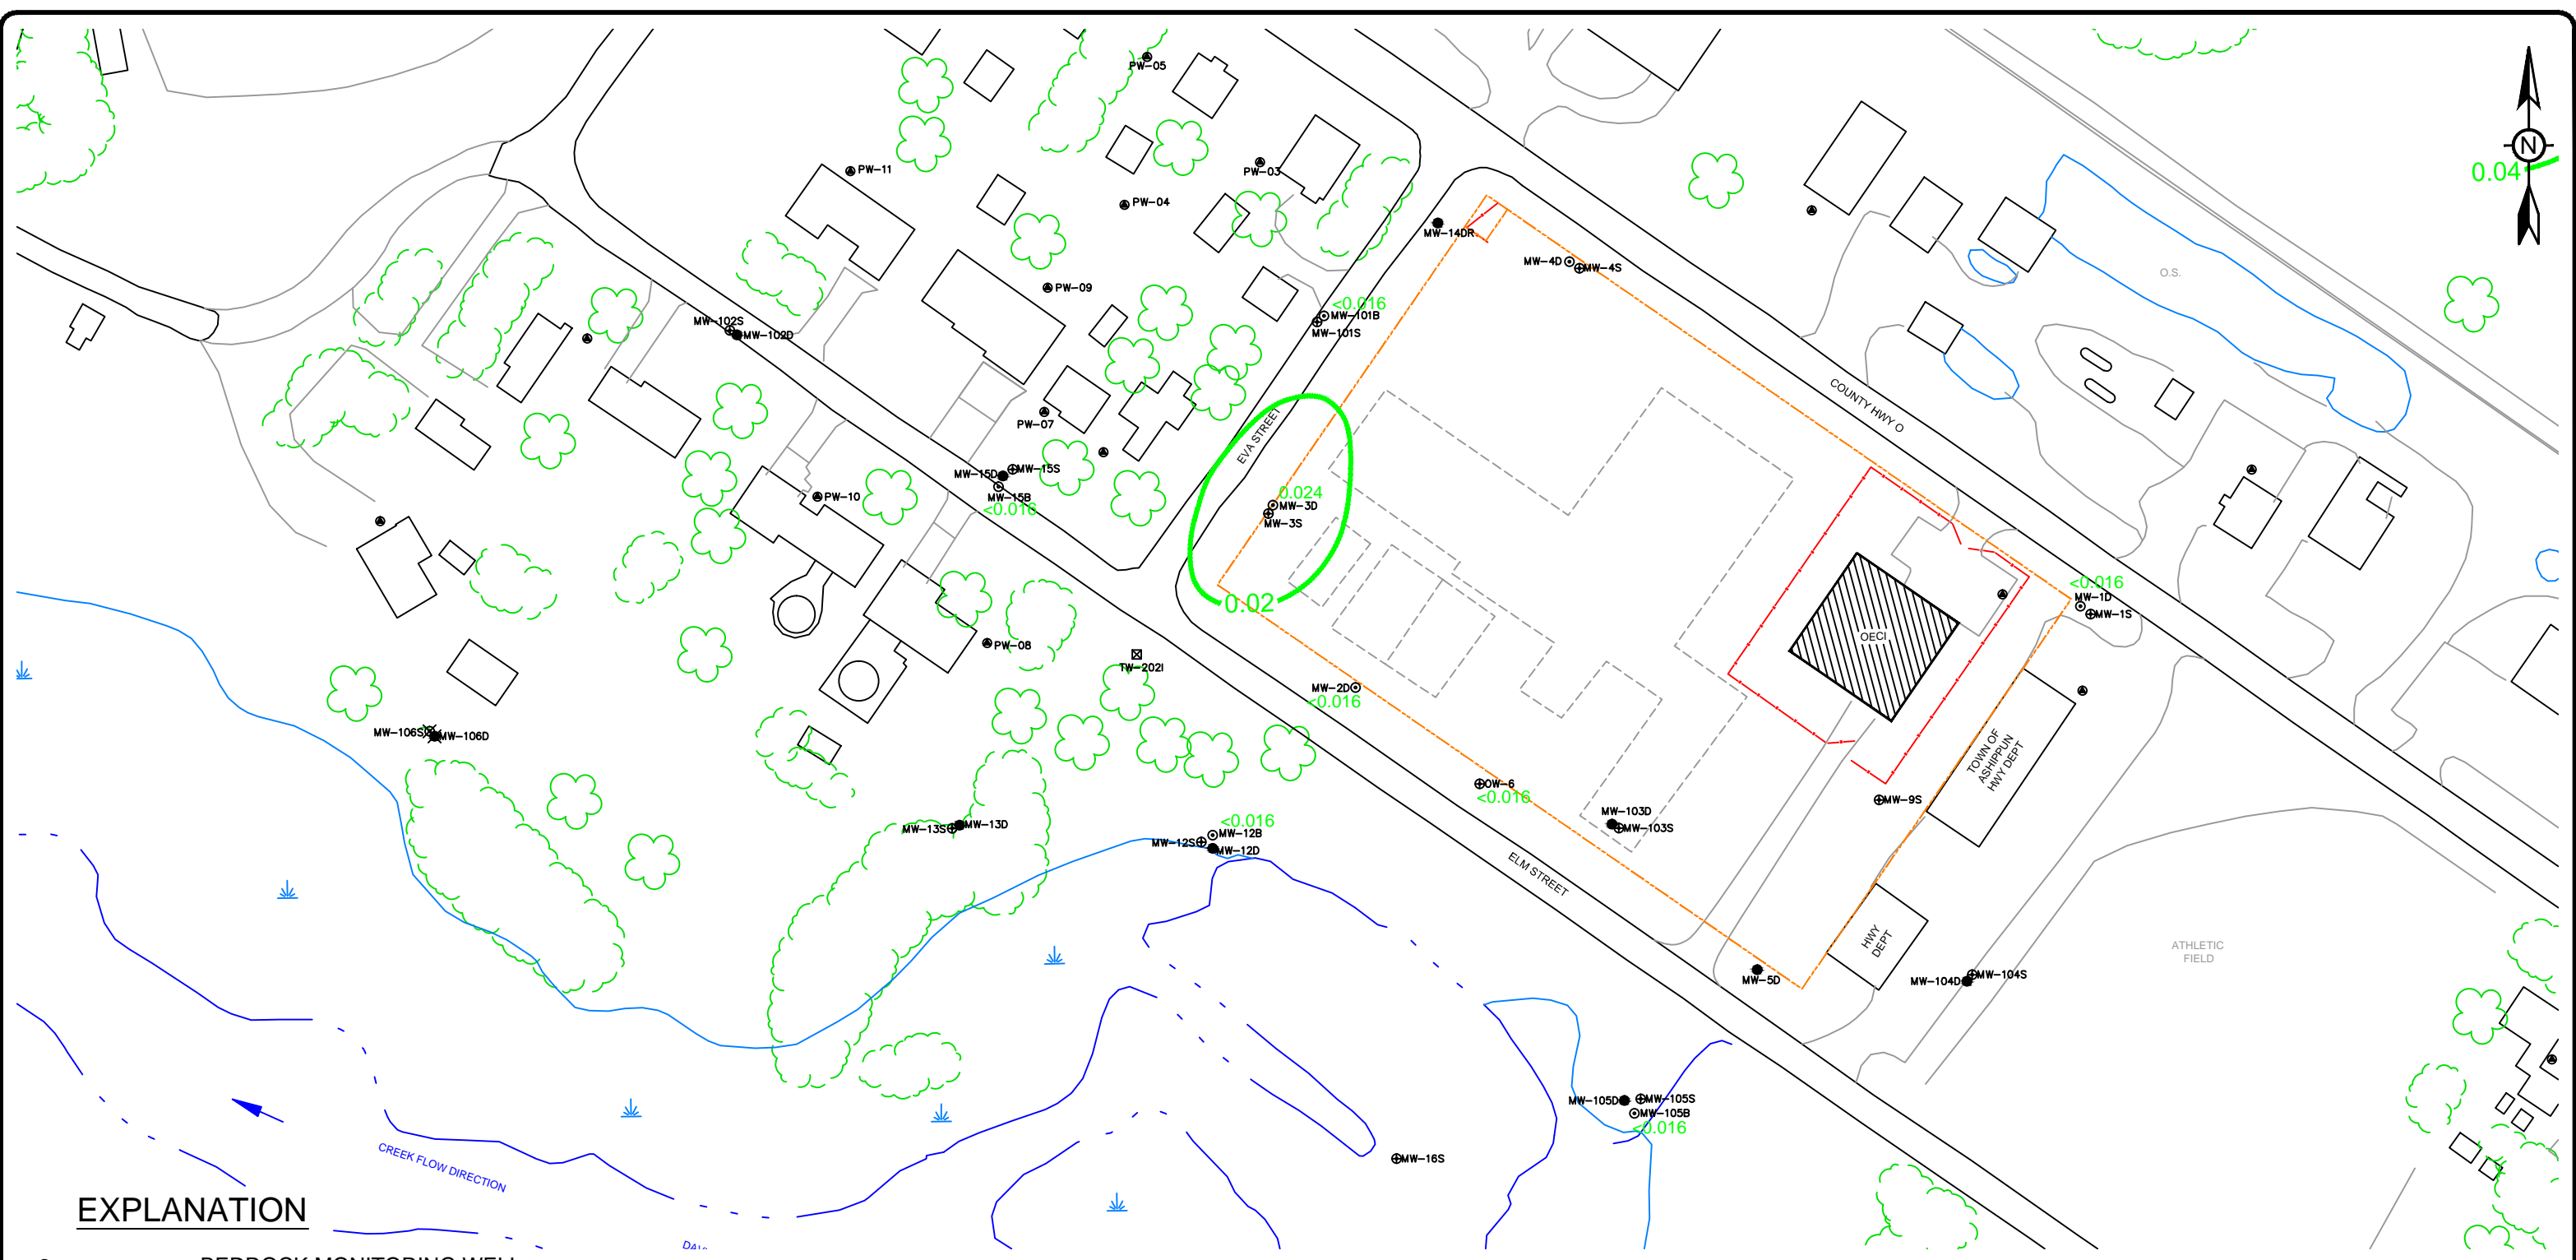 PW-05
N
0.04
PW-11
PW-03
PW-04
MW-14DR
MW-4D
MW-4S
O.S.
PW-09
<0.016
MW-101B
MW-101S
MW-102S
MW-102D
COUNTY HWY O
PW-07
EVA STREET
MW-15S
MW-15D
MW-15B
<0.016
PW-10
0.024
MW-3D
MW-3S
0.02
<0.016
MW-1D
MW-1S
OECI
PW-08
TW-202I
MW-2D
<0.016
MW-106S
MW-106D
TOWN OF
ASHIPPUN
HWY DEPT
OW-6
<0.016
MW-9S
MW-103D
MW-103S
MW-13S
MW-13D
<0.016
MW-12B
MW-12S
MW-12D
ELM STREET
HWY
DEPT
ATHLETIC
FIELD
MW-5D
MW-104D
MW-104S
MW-105D
MW-105S
MW-105B
<0.016
MW-16S
CREEK FLOW DIRECTION
EXPLANATION
BEDROCK MONITORING WELL